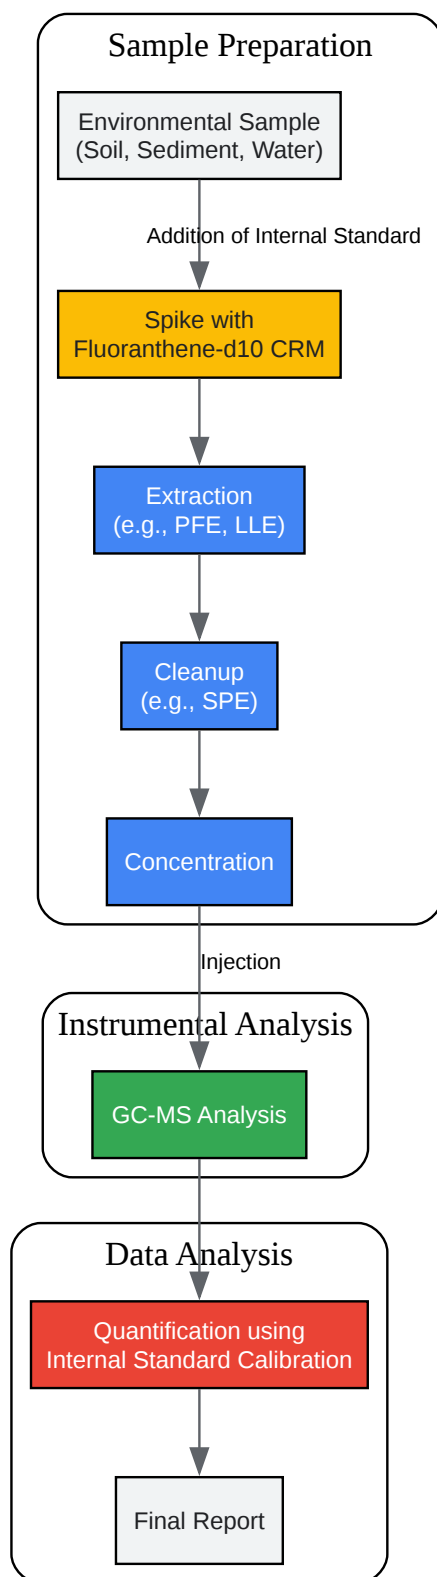 Sample Preparation
Environmental Sample
(Soil, Sediment, Water)
Addition of Internal Standard
Spike with
Fluoranthene-d10 CRM
Extraction
(e.g., PFE, LLE)
Cleanup
(e.g., SPE)
Concentration
Injection
Instrumental Analysis
GC-MS Analysis
Data Analysis
Quantification using
Internal Standard Calibration
Final Report